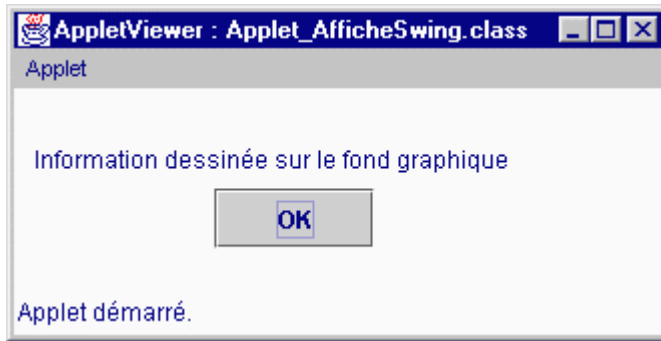 AppletViewer : Applet_AfficheSwing.class
Applet
Information dessinée sur le fond graphique
OK
Applet démarré.